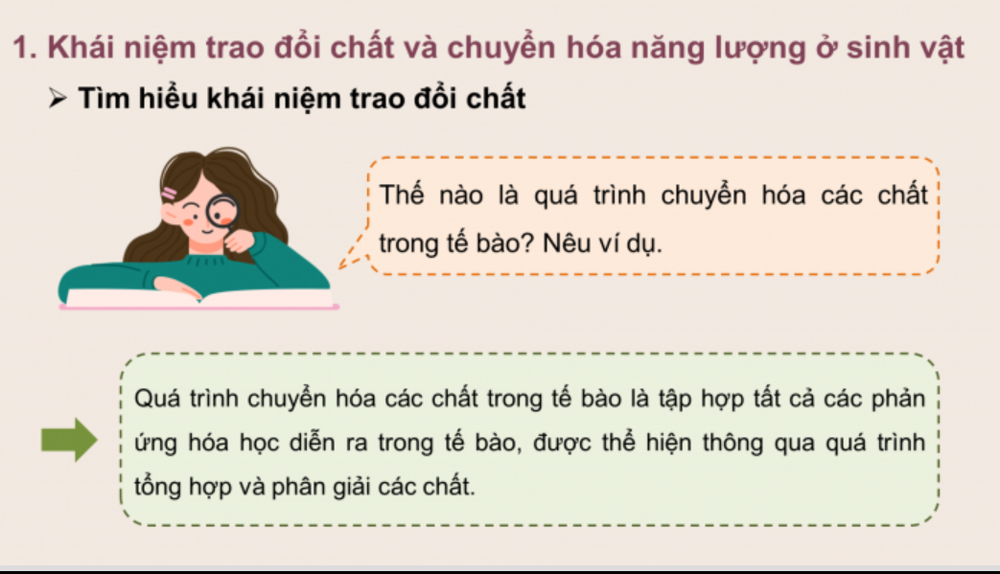 1. Khái niệm trao đổi chất và chuyển hóa năng lượng ở sinh vật
➢ Tìm hiểu khái niệm trao đổi chất
Thế nào là quá trình chuyển hóa các chất
trong tế bào? Nêu ví dụ.
Quá trình chuyển hóa các chất trong tế bào là tập hợp tất cả các phản
ứng hóa học diễn ra trong tế bào, được thể hiện thông qua quá trình
tổng hợp và phân giải các chất.